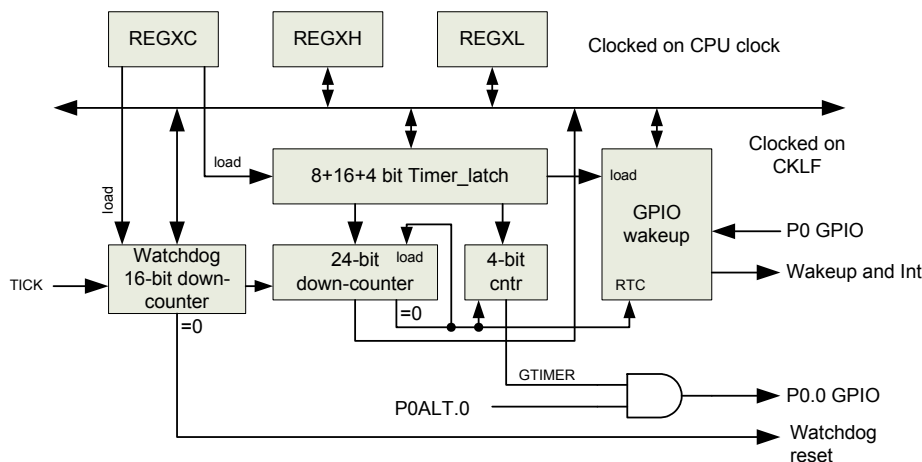 REGXC
REGXH
REGXL
Clocked on CPU clock
Clocked on
CKLF
load
8+16+4 bit Timer_latch
load
load
GPIO
wakeup
P0 GPIO
Watchdog
16-bit down-
counter
24-bit
down-counter
load
4-bit
cntr
TICK
RTC
Wakeup and Int
=0
=0
GTIMER
P0ALT.0
P0.0 GPIO
Watchdog
reset